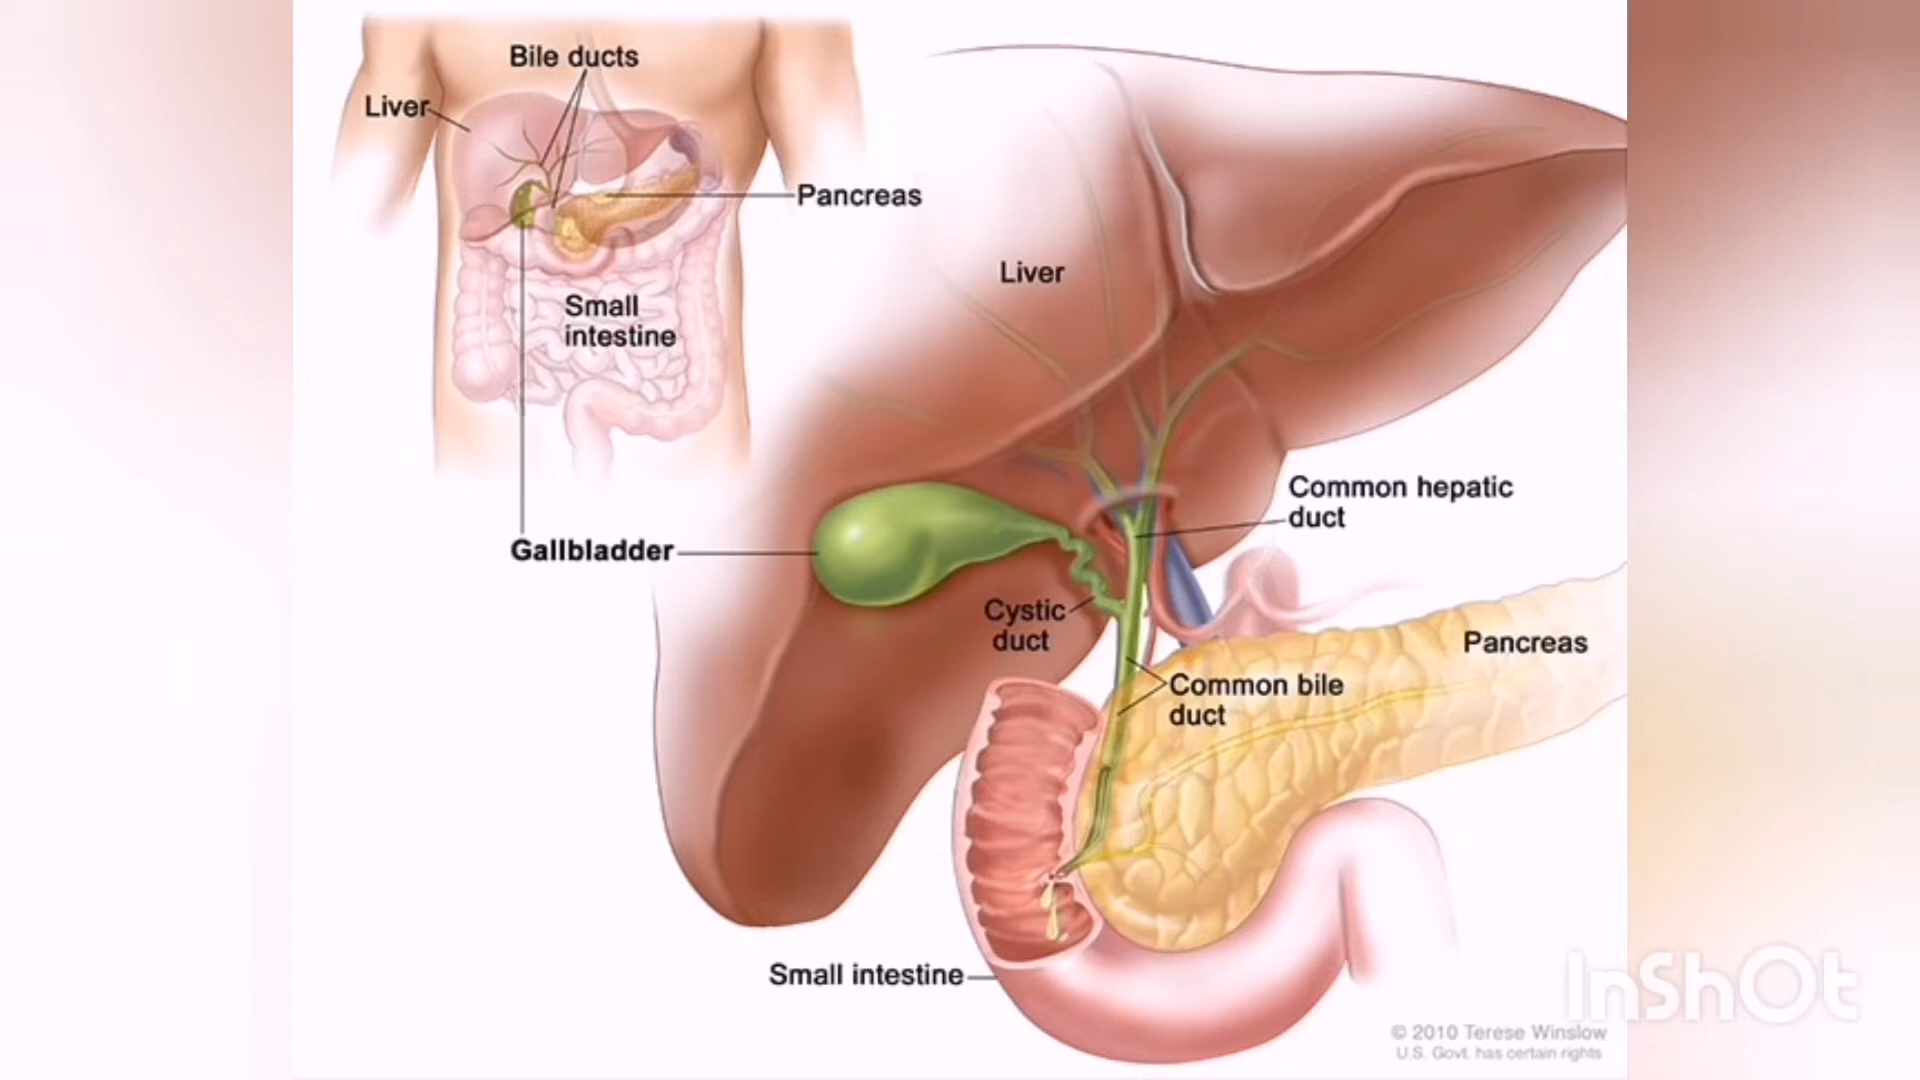 Bile ducts
Liver
Pancreas
Small
intestine
Gallbladder
Liver
Common hepatic
duct
Cystic
duct
Pancreas
Common bile
duct
Small intestine
InShOt
© 2010 Terese Winslow
U.S. Govt. has certain rights